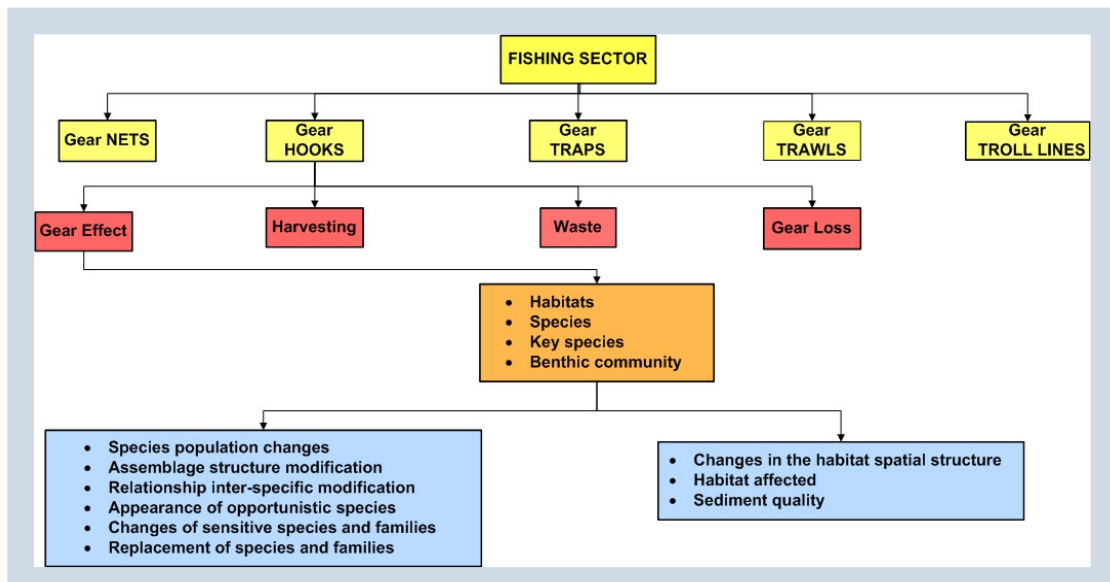 FISHING SECTOR
Gear NETS
Gear
HOOKS
Gear
TRAPS
Gear
TRAWLS
Gear
TROLL LINES
Gear Effect
Harvesting
Waste
Gear Loss
• Habitats
• Species
• Key species
• Benthic community
• Species population changes
• Assemblage structure modification
• Relationship inter-specific modification
• Appearance of opportunistic species
• Changes of sensitive species and families
• Replacement of species and families
• Changes in the habitat spatial structure
• Habitat affected
• Sediment quality